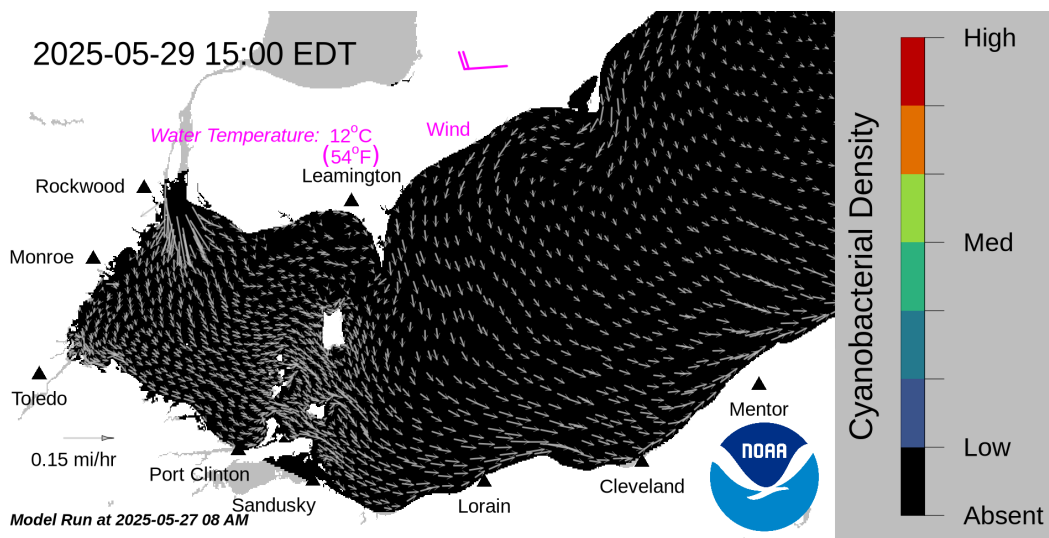 2025-05-29 15:00 EDT
Water Temperature: 12°C
(54°F)
Wind
Leamington
Rockwood
Monroe
Toledo
0.15 mi/hr
Port Clinton
Sandusky
Lorain
Cleveland
Mentor
NOAA
Model Run at 2025-05-27 08 AM
Cyanobacterial Density
High
Med
Low
Absent